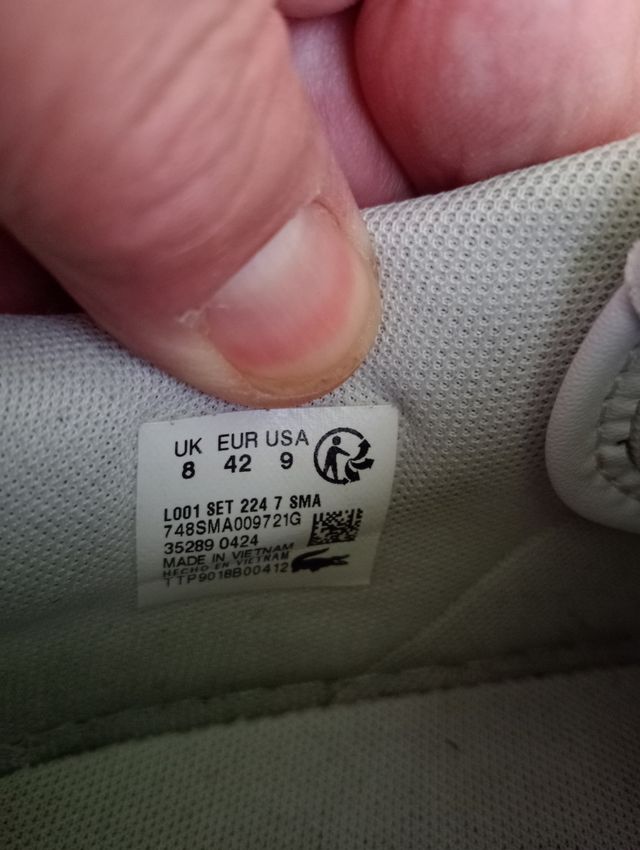 UK EUR USA
8 42 9
L001 SET 224 7 SMA
748SMA009721G
35289 0424
MADE IN VIETNAM
HECHO EN VIETNAM
TTP9018B00412